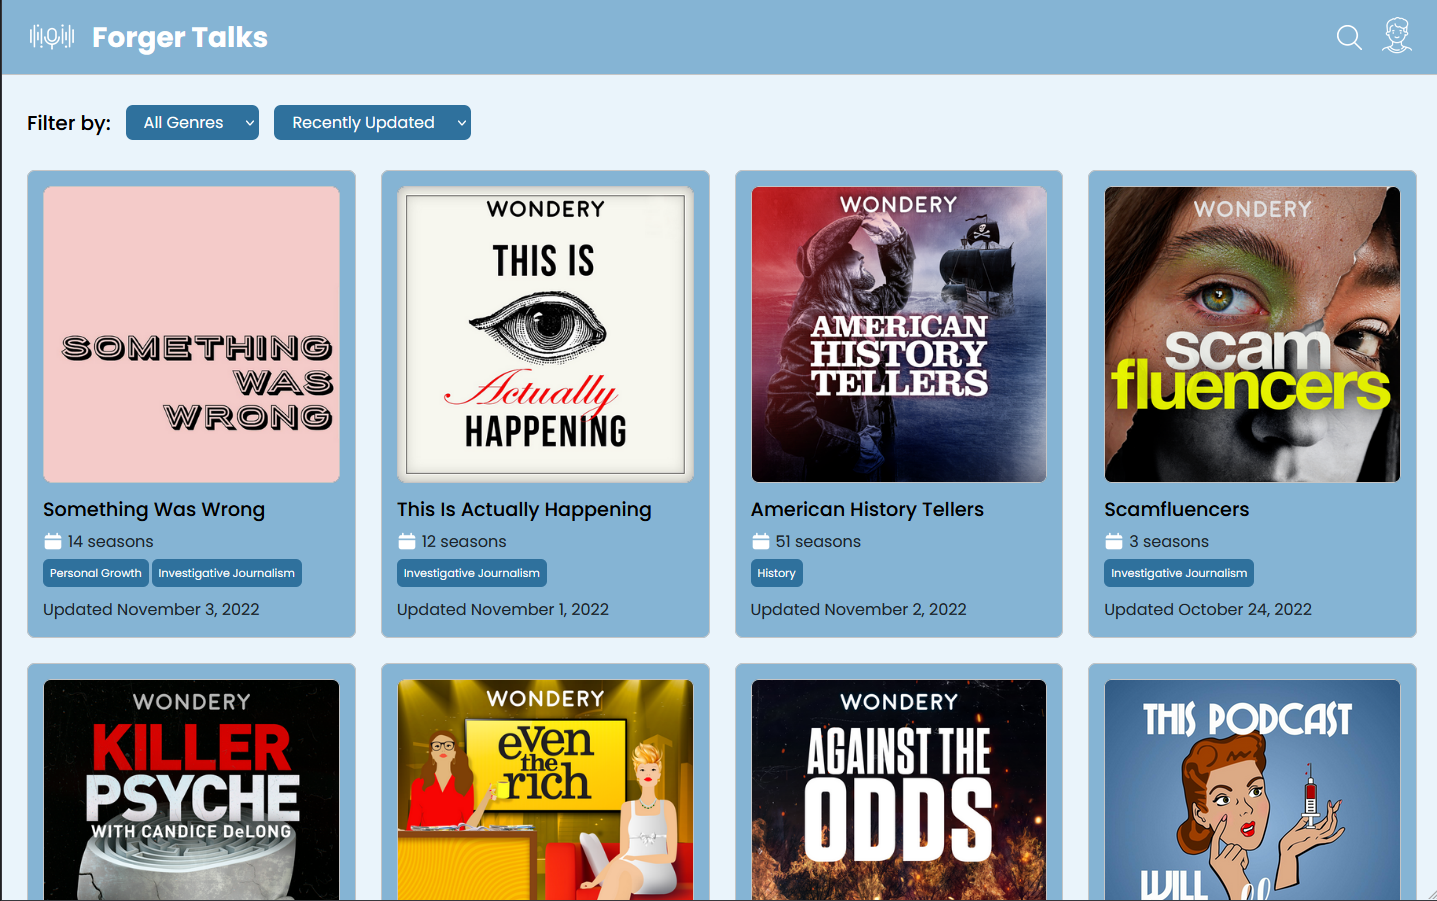 Forger Talks
Filter by: All Genres Recently Updated
SOMETHING
WAS
WRONG
Something Was Wrong
14 seasons
Personal Growth Investigative Journalism
Updated November 3, 2022
WONDERY
THIS IS
Actually
HAPPENING
This Is Actually Happening
12 seasons
Investigative Journalism
Updated November 1, 2022
WONDERY
AMERICAN
HISTORY
TELLERS
American History Tellers
51 seasons
History
Updated November 2, 2022
WONDERY
scam
fluencers
Scamfluencers
3 seasons
Investigative Journalism
Updated October 24, 2022
WONDERY
KILLER
PSYCHE
WITH CANDICE DeLONG
WONDERY
even
the
rich
WONDERY
AGAINST THE
ODDS
THIS PODCAST
WILL